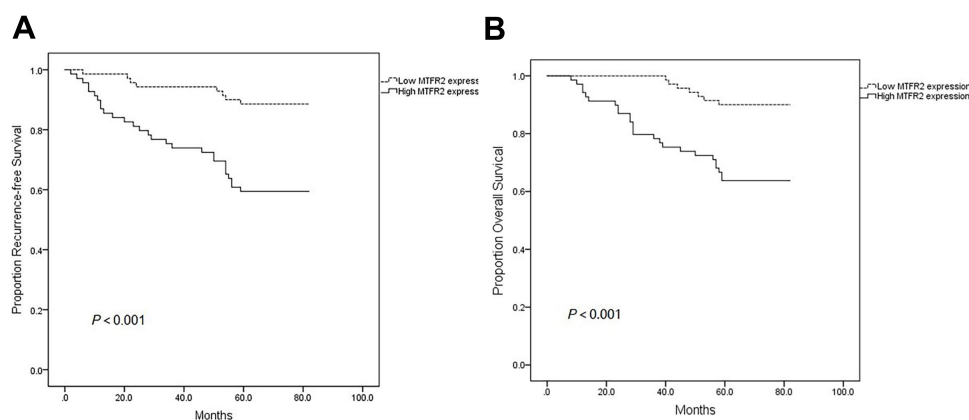 A
Proportion Recurrence-free Survival
1.0
0.8
0.6
0.4
0.2
0.0
P < 0.001
.0 20.0 40.0 60.0 80.0 100.0
Months
Low MTFR2 express
High MTFR2 express
B
Proportion Overall Survical
1.0
0.8
0.6
0.4
0.2
0.0
P < 0.001
.0 20.0 40.0 60.0 80.0 100.0
Months
Low MTFR2 expression
High MTFR2 expression